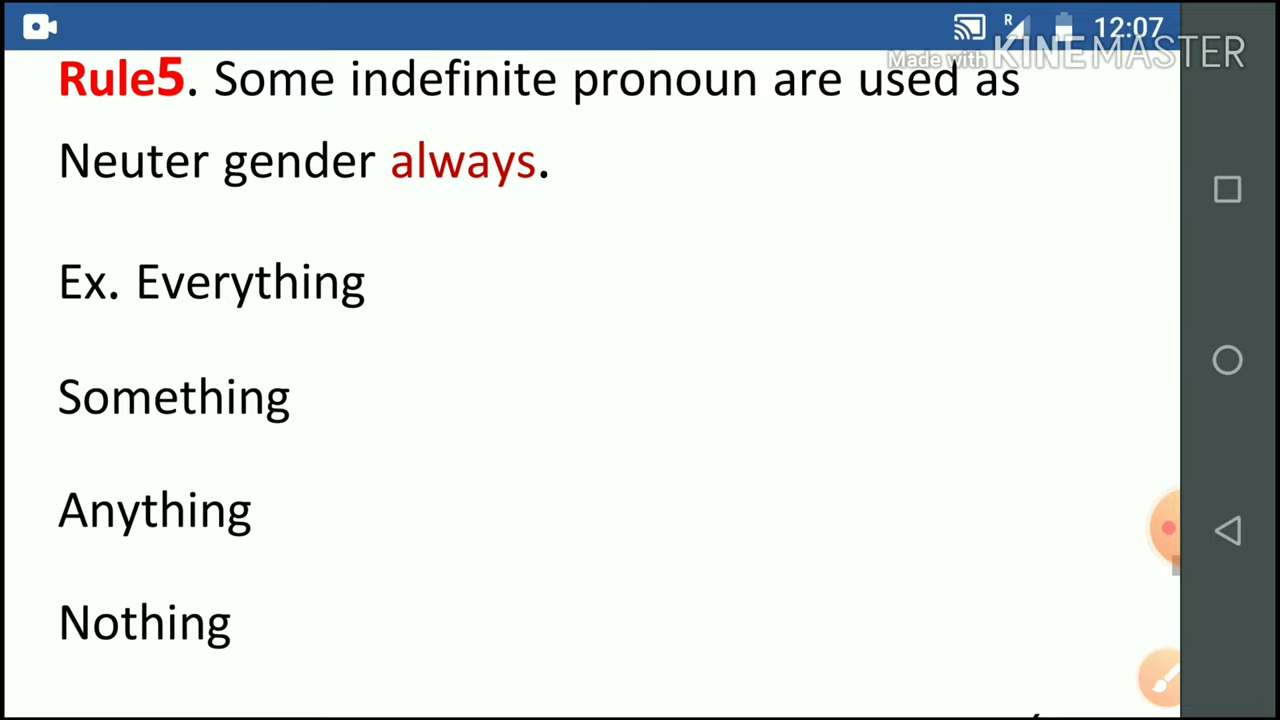 R 12:07
Made with KINEMASTER
Rule5. Some indefinite pronoun are used as
Neuter gender always.
Ex. Everything
Something
Anything
Nothing